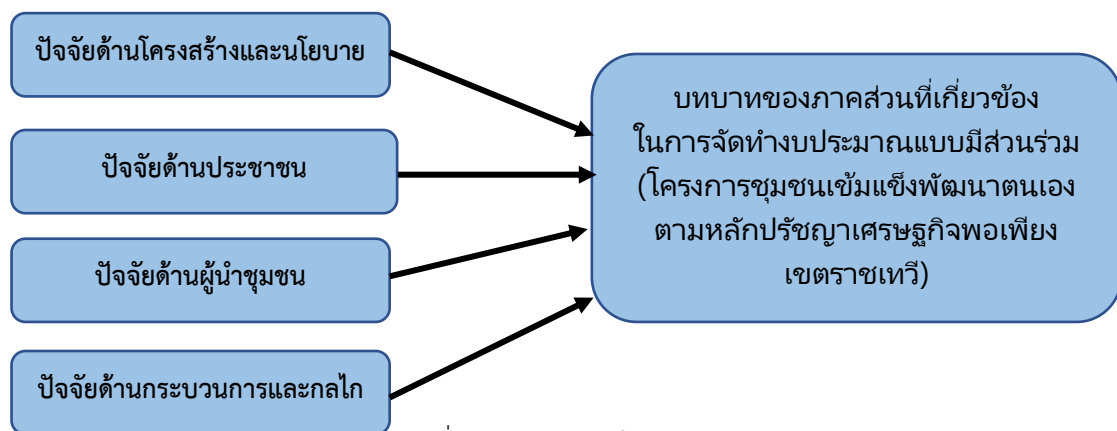 ปัจจัยด้านโครงสร้างและนโยบาย
ปัจจัยด้านประชาชน
ปัจจัยด้านผู้นำชุมชน
ปัจจัยด้านกระบวนการและกลไก
บทบาทของภาคส่วนที่เกี่ยวข้อง
ในการจัดทำงบประมาณแบบมีส่วนร่วม
(โครงการชุมชนเข้มแข็งพัฒนาตนเอง
ตามหลักปรัชญาเศรษฐกิจพอเพียง
เขตราชเทวี)